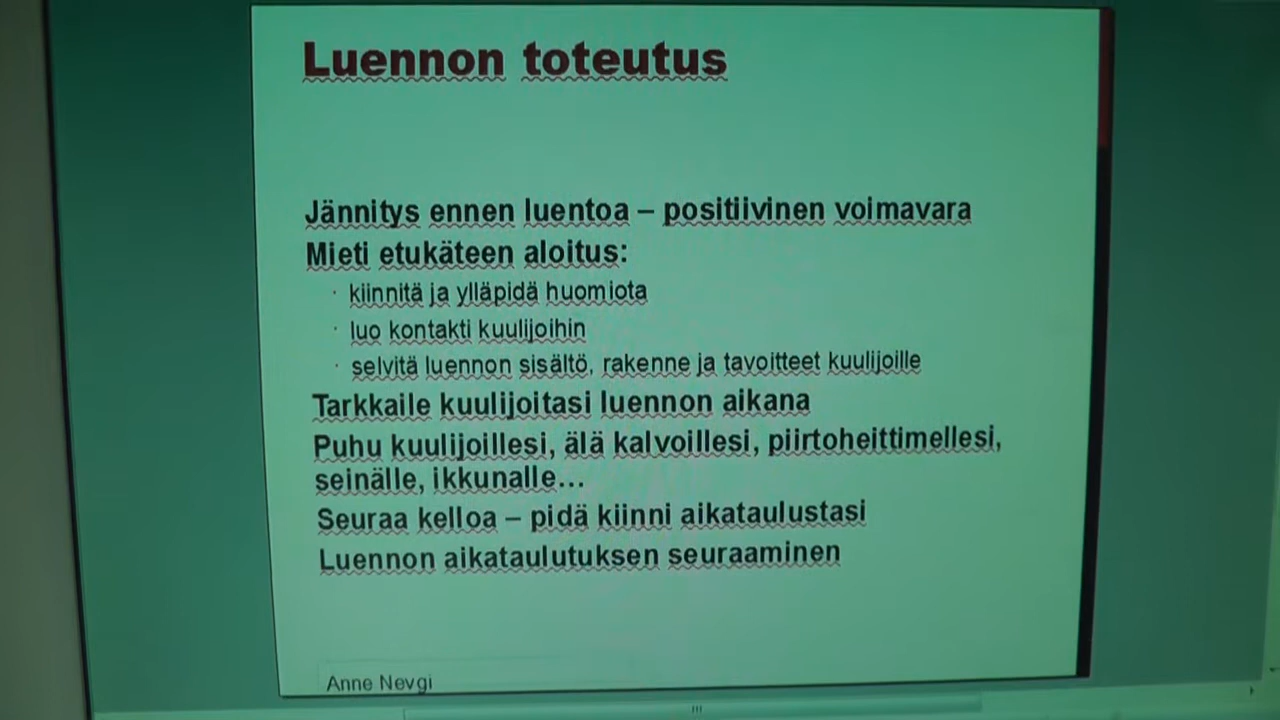 Luennon toteutus
Jännitys ennen luentoa – positiivinen voimavara
Mieti etukäteen aloitus:
· kiinnitä ja ylläpidä huomiota
· luo kontakti kuulijoihin
· selvitä luennon sisältö, rakenne ja tavoitteet kuulijoille
Tarkkaile kuulijoitasi luennon aikana
Puhu kuulijoillesi, älä kalvoillesi, piirtoheittimellesi,
seinälle, ikkunalle…
Seuraa kelloa – pidä kiinni aikataulustasi
Luennon aikataulutuksen seuraaminen
Anne Nevgi